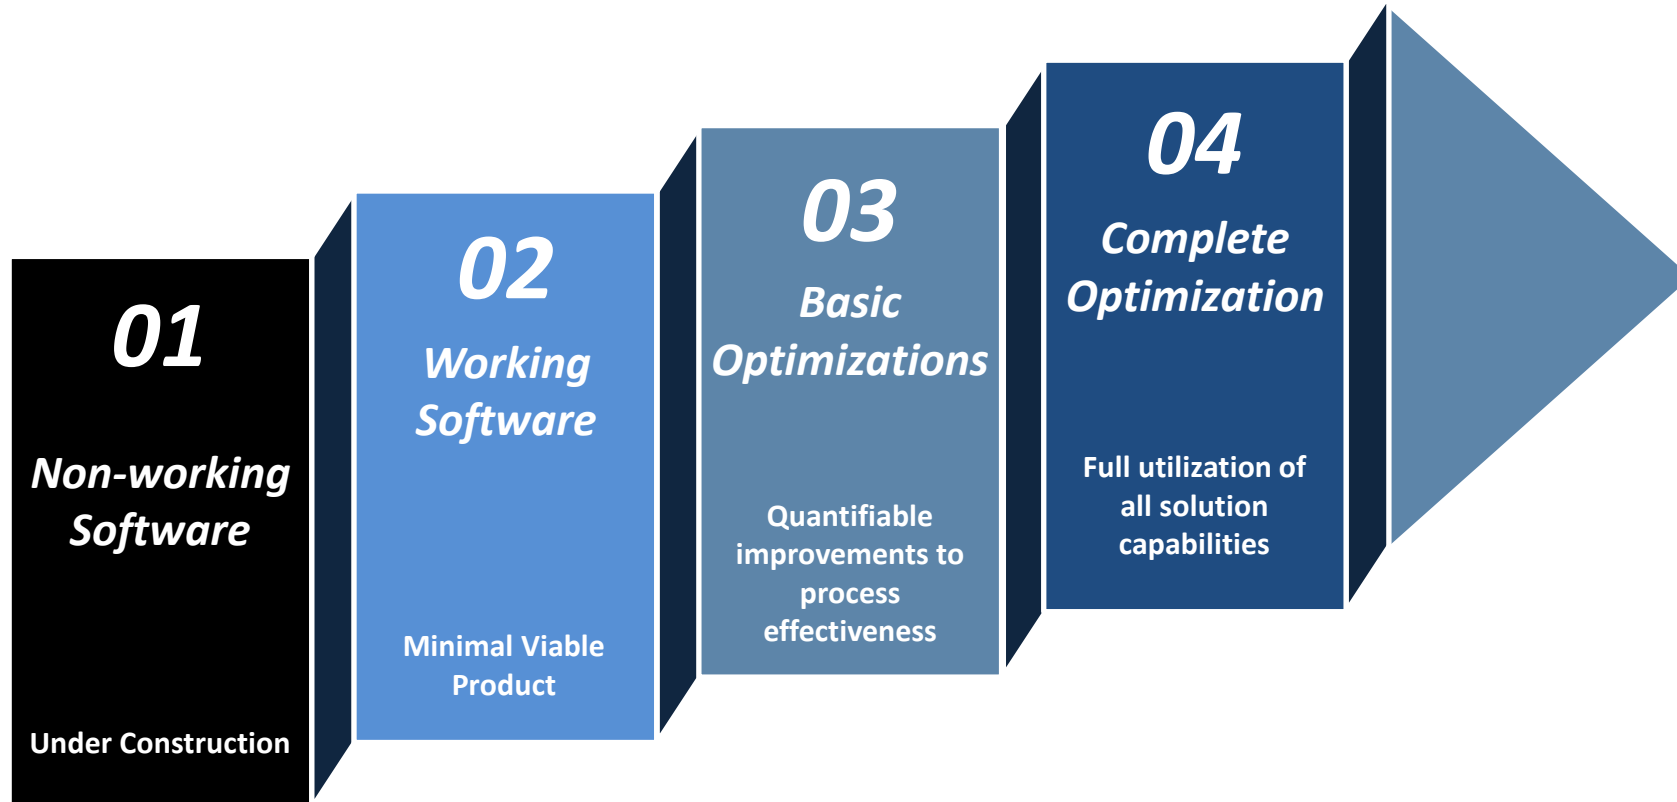 01
Non-working
Software
Under Construction
02
Working
Software
Minimal Viable
Product
03
Basic
Optimizations
Quantifiable
improvements to
process
effectiveness
04
Complete
Optimization
Full utilization of
all solution
capabilities